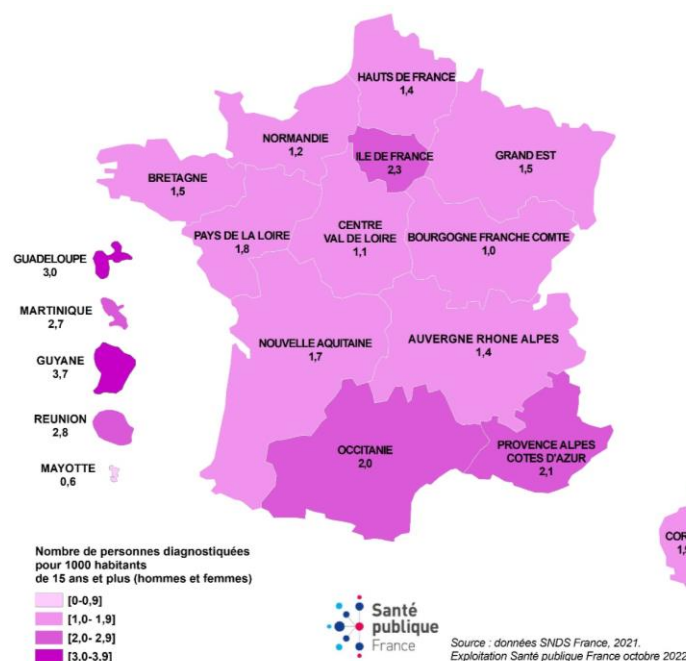 HAUTS DE FRANCE
1,4
NORMANDIE
1,2
ILE DE FRANCE
2,3
GRAND EST
1,5
BRETAGNE
1,5
PAYS DE LA LOIRE
1,8
CENTRE
VAL DE LOIRE
1,1
BOURGOGNE FRANCHE COMTE
1,0
GUADELOUPE
3,0
MARTINIQUE
2,7
GUYANE
3,7
REUNION
2,8
MAYOTTE
0,6
NOUVELLE AQUITAINE
1,7
AUVERGNE RHONE ALPES
1,4
OCCITANIE
2,0
PROVENCE ALPES
COTES D'AZUR
2,1
COR
Nombre de personnes diagnostiquées
pour 1000 habitants
de 15 ans et plus (hommes et femmes)
[0-0,9]
[1,0- 1,9]
[2,0- 2,9]
[3,0-3,9]
Santé
publique
France
Source : données SNDS France, 2021.
Exploitation Santé publique France octobre 2022